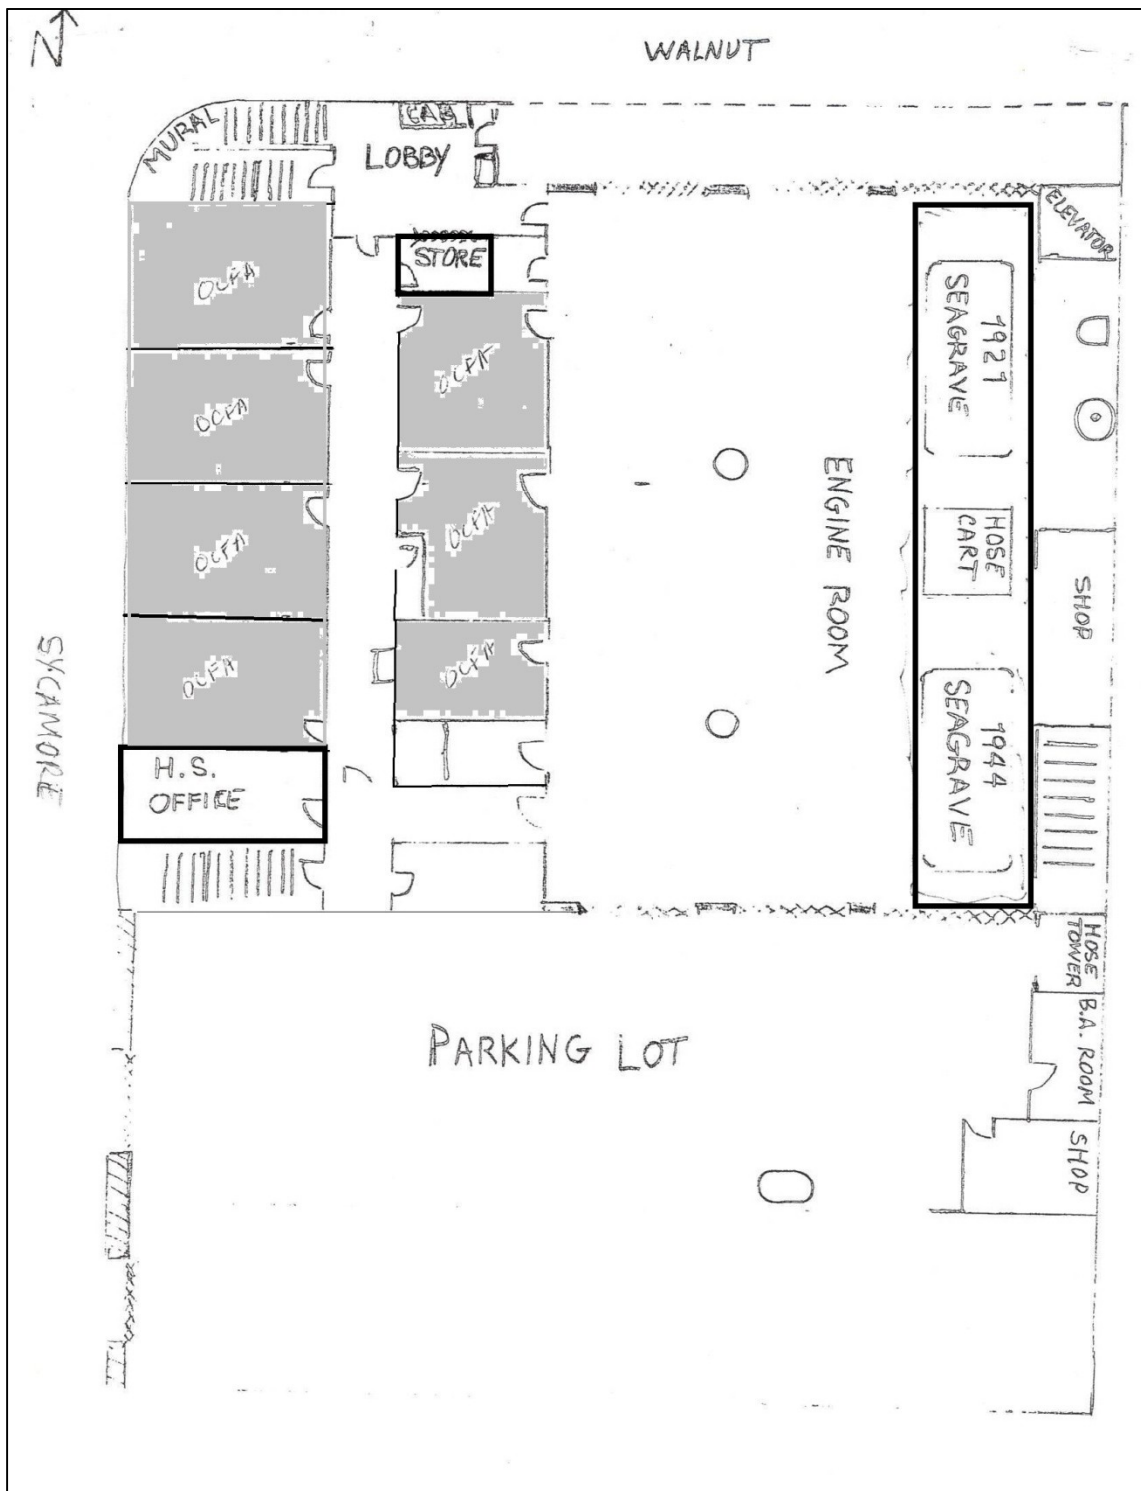 N
WALNUT
MURAL
CAB
LOBBY
ELEVATOR
STORE
OCFA
OCFA
1921
SEAGRAVE
OCFA
OCFA
OCFA
ENGINE ROOM
HOSE
CART
SHOP
OCFA
OCFA
SYCAMORE
1944
SEAGRAVE
H.S.
OFFICE
HOSE
TOWER
B.A. ROOM
PARKING LOT
SHOP